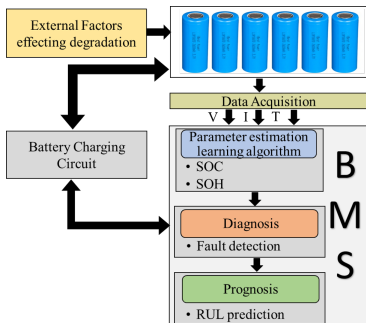 External Factors
effecting degradation
Data Acquisition
V I T
Battery Charging
Circuit
Parameter estimation
learning algorithm
• SOC
• SOH
Diagnosis
• Fault detection
Prognosis
• RUL prediction
B
M
S